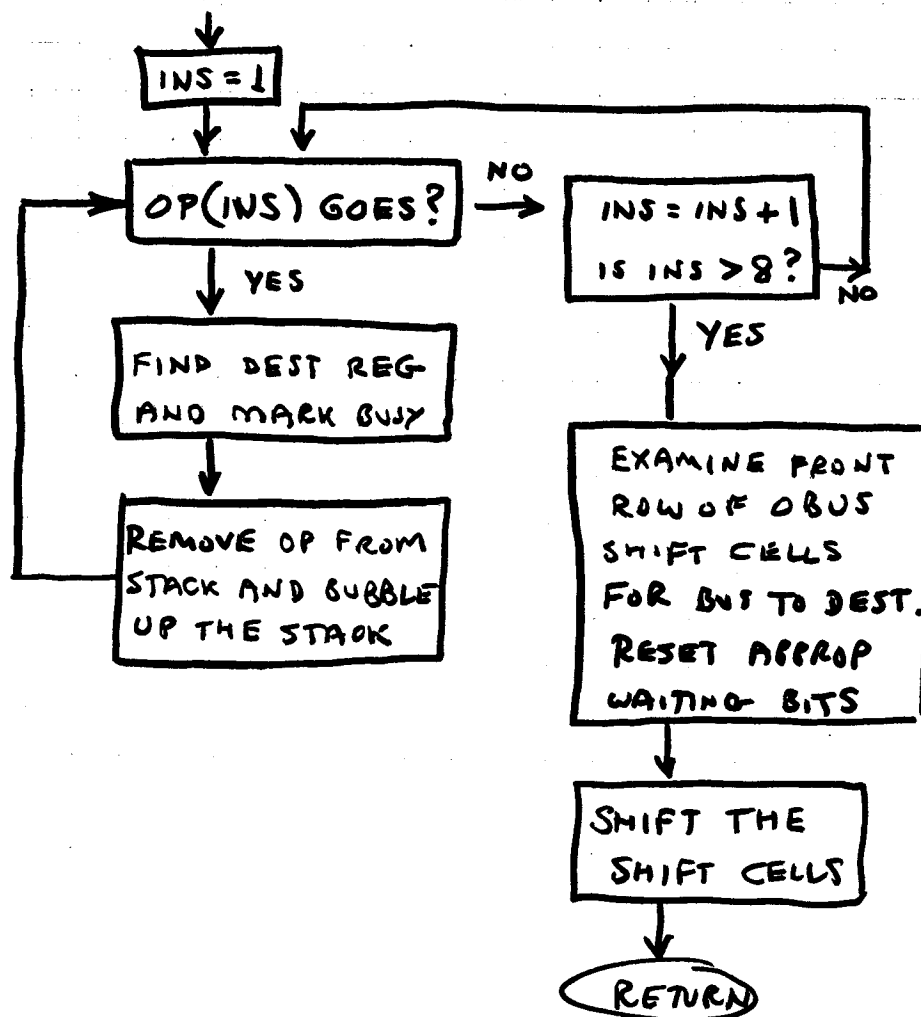 INS = 1
OP(INS) GOES?
NO
INS = INS + 1
IS INS > 8?
NO
YES
YES
FIND DEST REG
AND MARK BUSY
REMOVE OP FROM
STACK AND BUBBLE
UP THE STACK
EXAMINE FRONT
ROW OF OBUS
SHIFT CELLS
FOR BUS TO DEST.
RESET APPROP
WAITING BITS
SHIFT THE
SHIFT CELLS
RETURN